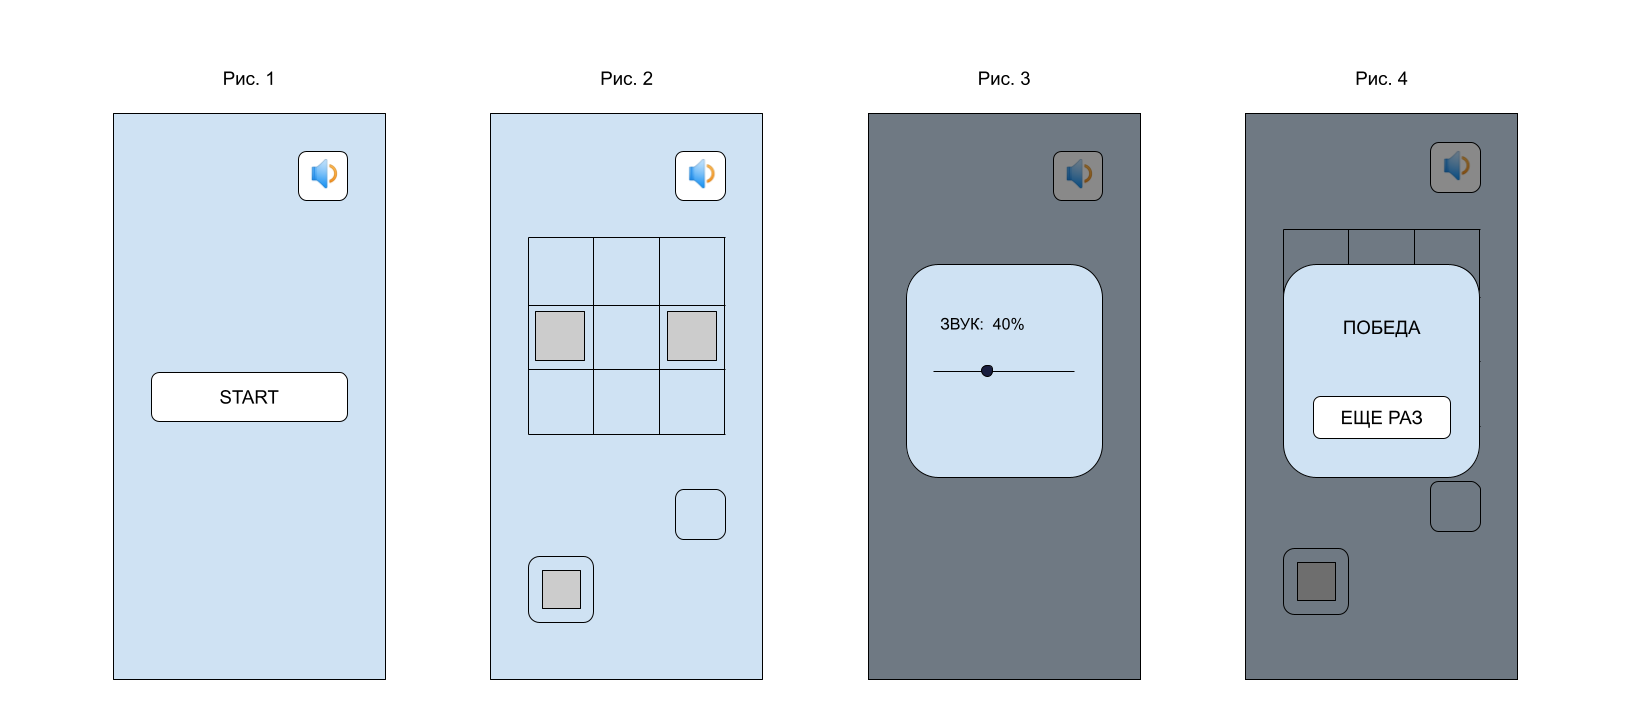 Рис. 1
Рис. 2
Рис. 3
Рис. 4
START
ЗВУК: 40%
ПОБЕДА
ЕЩЕ РАЗ